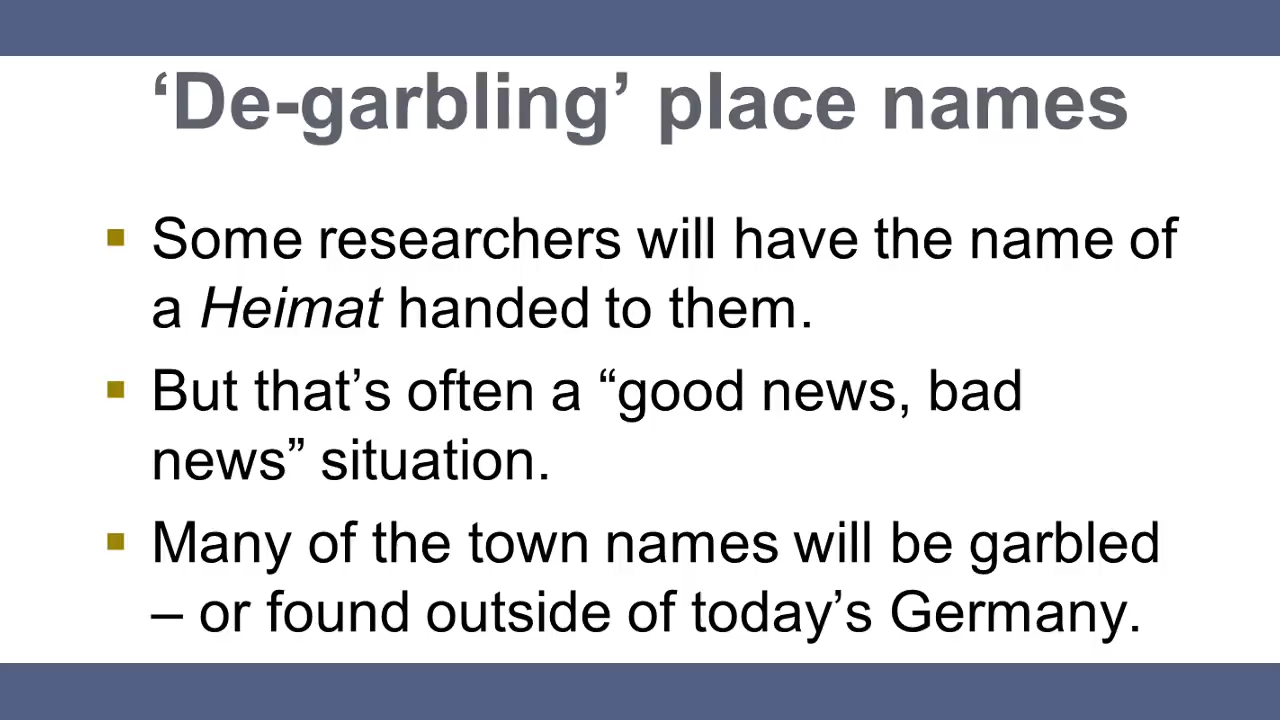 ‘De-garbling’ place names
▪ Some researchers will have the name of
a Heimat handed to them.
▪ But that’s often a “good news, bad
news” situation.
▪ Many of the town names will be garbled
– or found outside of today’s Germany.